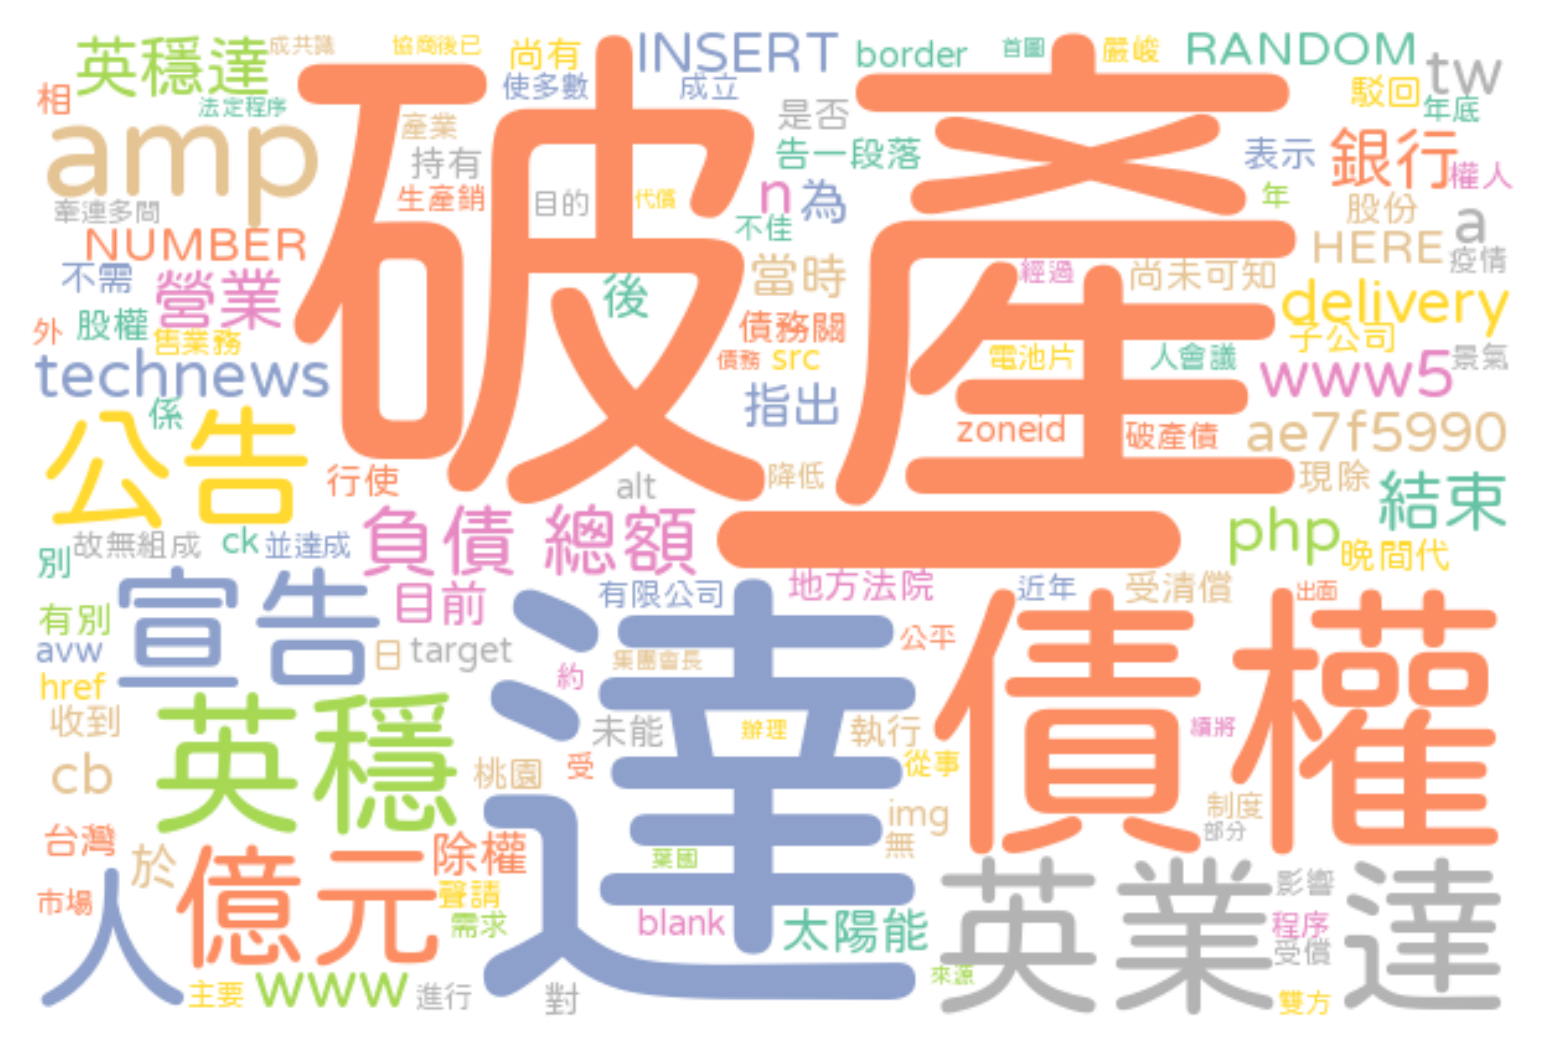 英穩達
成共識
協商後已
尚有
INSERT
border
首圖
嚴峻
RANDOM
tw
相
法定程序
使多數
成立
駁回
年底
amp
產業
持有
是否
告一段落
表示
銀行
權人
牽連多間
生產銷
目的
代償
n
為
年
股份
a
NUMBER
不佳
HERE
疫情
破
產
不需
營業
後
當時
經過
尚未可知
delivery
外
股權
售業務
債務關
子公司
technews
債務
src
電池片
人會議
www5
景氣
係
指出
公告
zoneid
破產債
ae7f5990
行使
alt
降低
現除
結束
負債 總額
故無組成
ck
並達成
php
晚間代
別
宣告
目前
有限公司
地方法院
近年
受清償
出面
有別
avw
日
target
公平
href
約
集團會長
收到
英穩
未能
辦理
執行
達
債權
續將
cb
桃園
受
從事
img
制度
部分
台灣
於
除權
無
葉國
市場
人
億元
聲請
需求
blank
太陽能
英業達
影響
程序
受償
主要
www
進行
對
來源
雙方
一